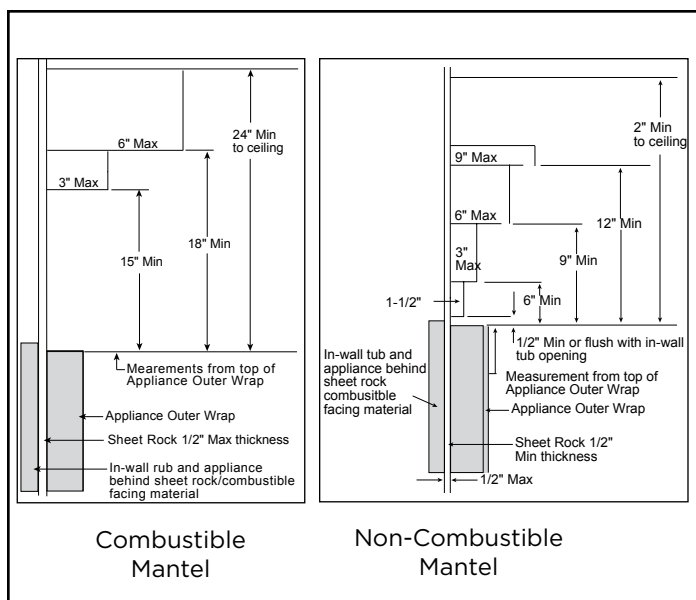 24" Min
to ceiling
6" Max
3" Max
18" Min
15" Min
Mearements from top of
Appliance Outer Wrap
Appliance Outer Wrap
Sheet Rock 1/2" Max thickness
In-wall rub and appliance
behind sheet rock/combustible
facing material
Combustible
Mantel
2" Min
to ceiling
9" Max
12" Min
6" Max
3"
Max
9" Min
1-1/2"
6" Min
1/2" Min or flush with in-wall
tub opening
In-wall tub and
appliance behind
sheet rock
combusitble
facing material
Measurement from top of
Appliance Outer Wrap
Appliance Outer Wrap
Sheet Rock 1/2"
Min thickness
1/2" Max
Non-Combustible
Mantel